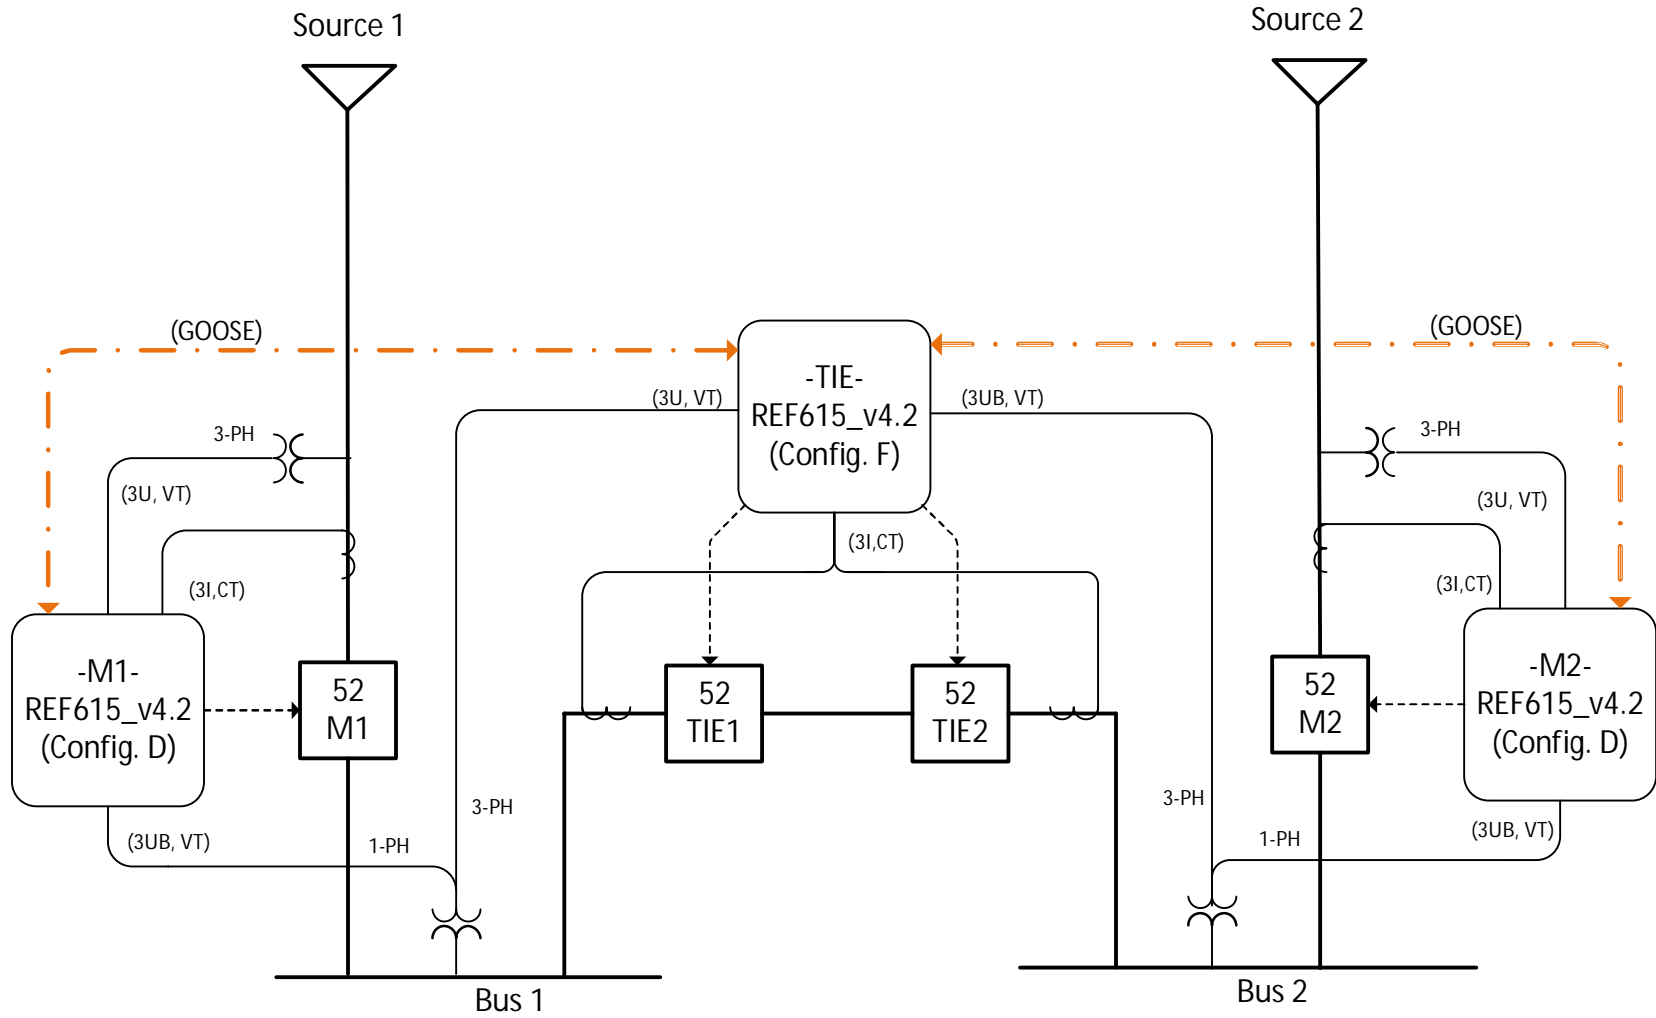 Source 1
Source 2
(GOOSE)
(GOOSE)
-TIE-
REF615_v4.2
(Config. F)
(3U, VT)
(3UB, VT)
3-PH
3-PH
(3U, VT)
(3U, VT)
(3I,CT)
(3I,CT)
(3I,CT)
-M1-
REF615_v4.2
(Config. D)
52
M1
52
TIE1
52
TIE2
52
M2
-M2-
REF615_v4.2
(Config. D)
3-PH
3-PH
(3UB, VT)
1-PH
1-PH
(3UB, VT)
Bus 1
Bus 2